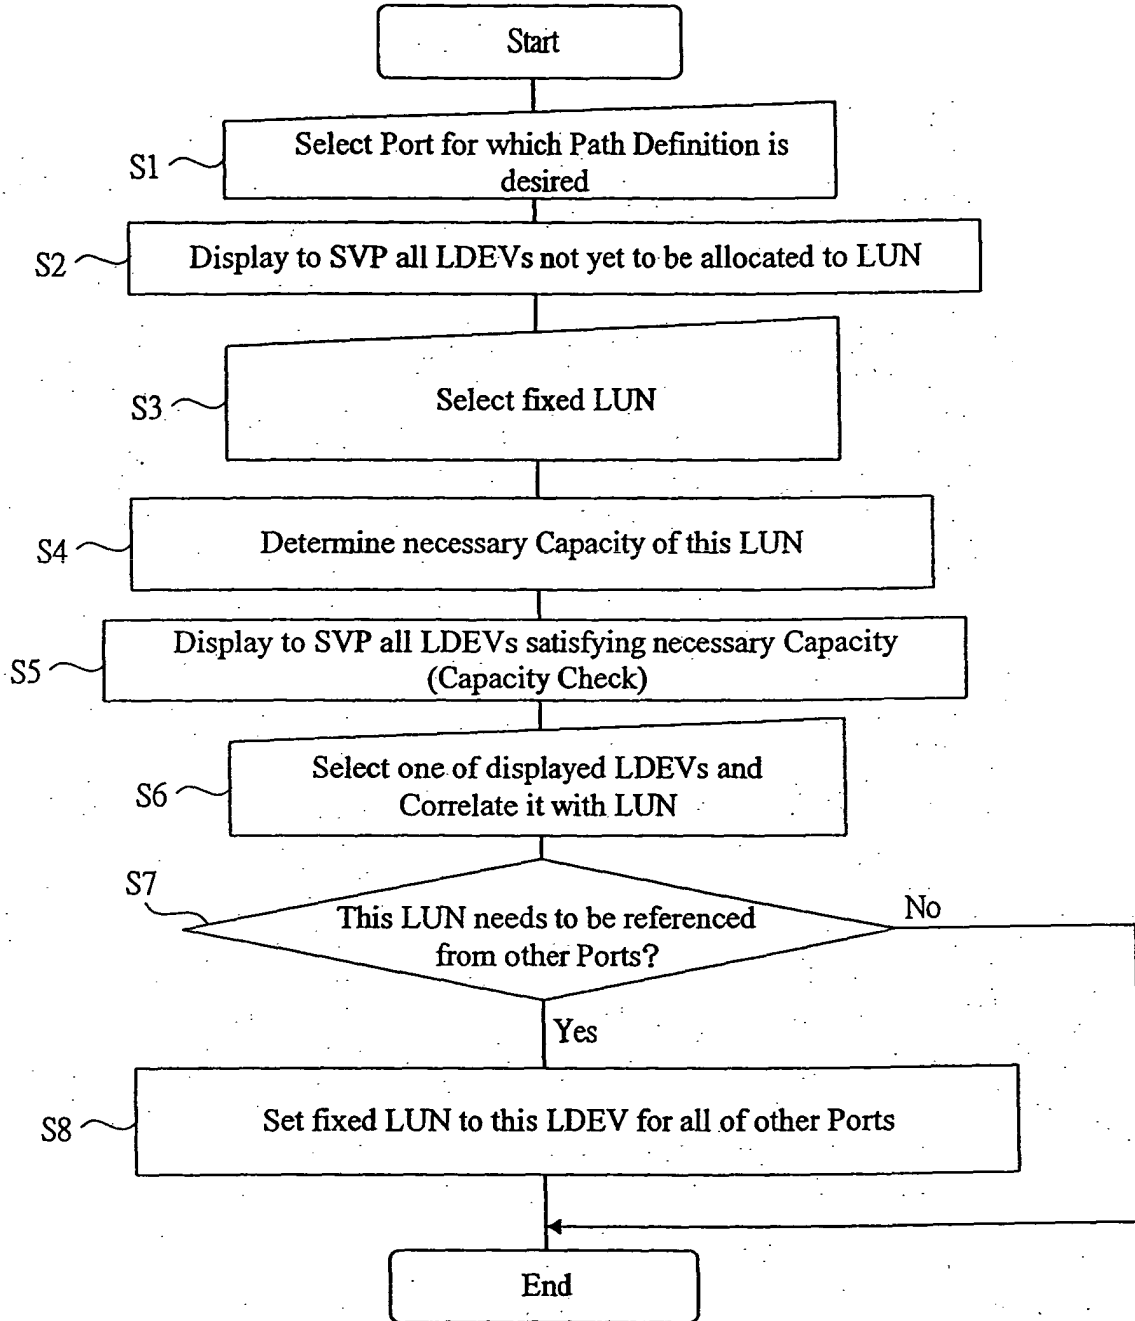 Start
S1
Select Port for which Path Definition is
desired
S2
Display to SVP all LDEVs not yet to be allocated to LUN
S3
Select fixed LUN
S4
Determine necessary Capacity of this LUN
S5
Display to SVP all LDEVs satisfying necessary Capacity
(Capacity Check)
S6
Select one of displayed LDEVs and
Correlate it with LUN
S7
This LUN needs to be referenced
from other Ports?
No
Yes
S8
Set fixed LUN to this LDEV for all of other Ports
End